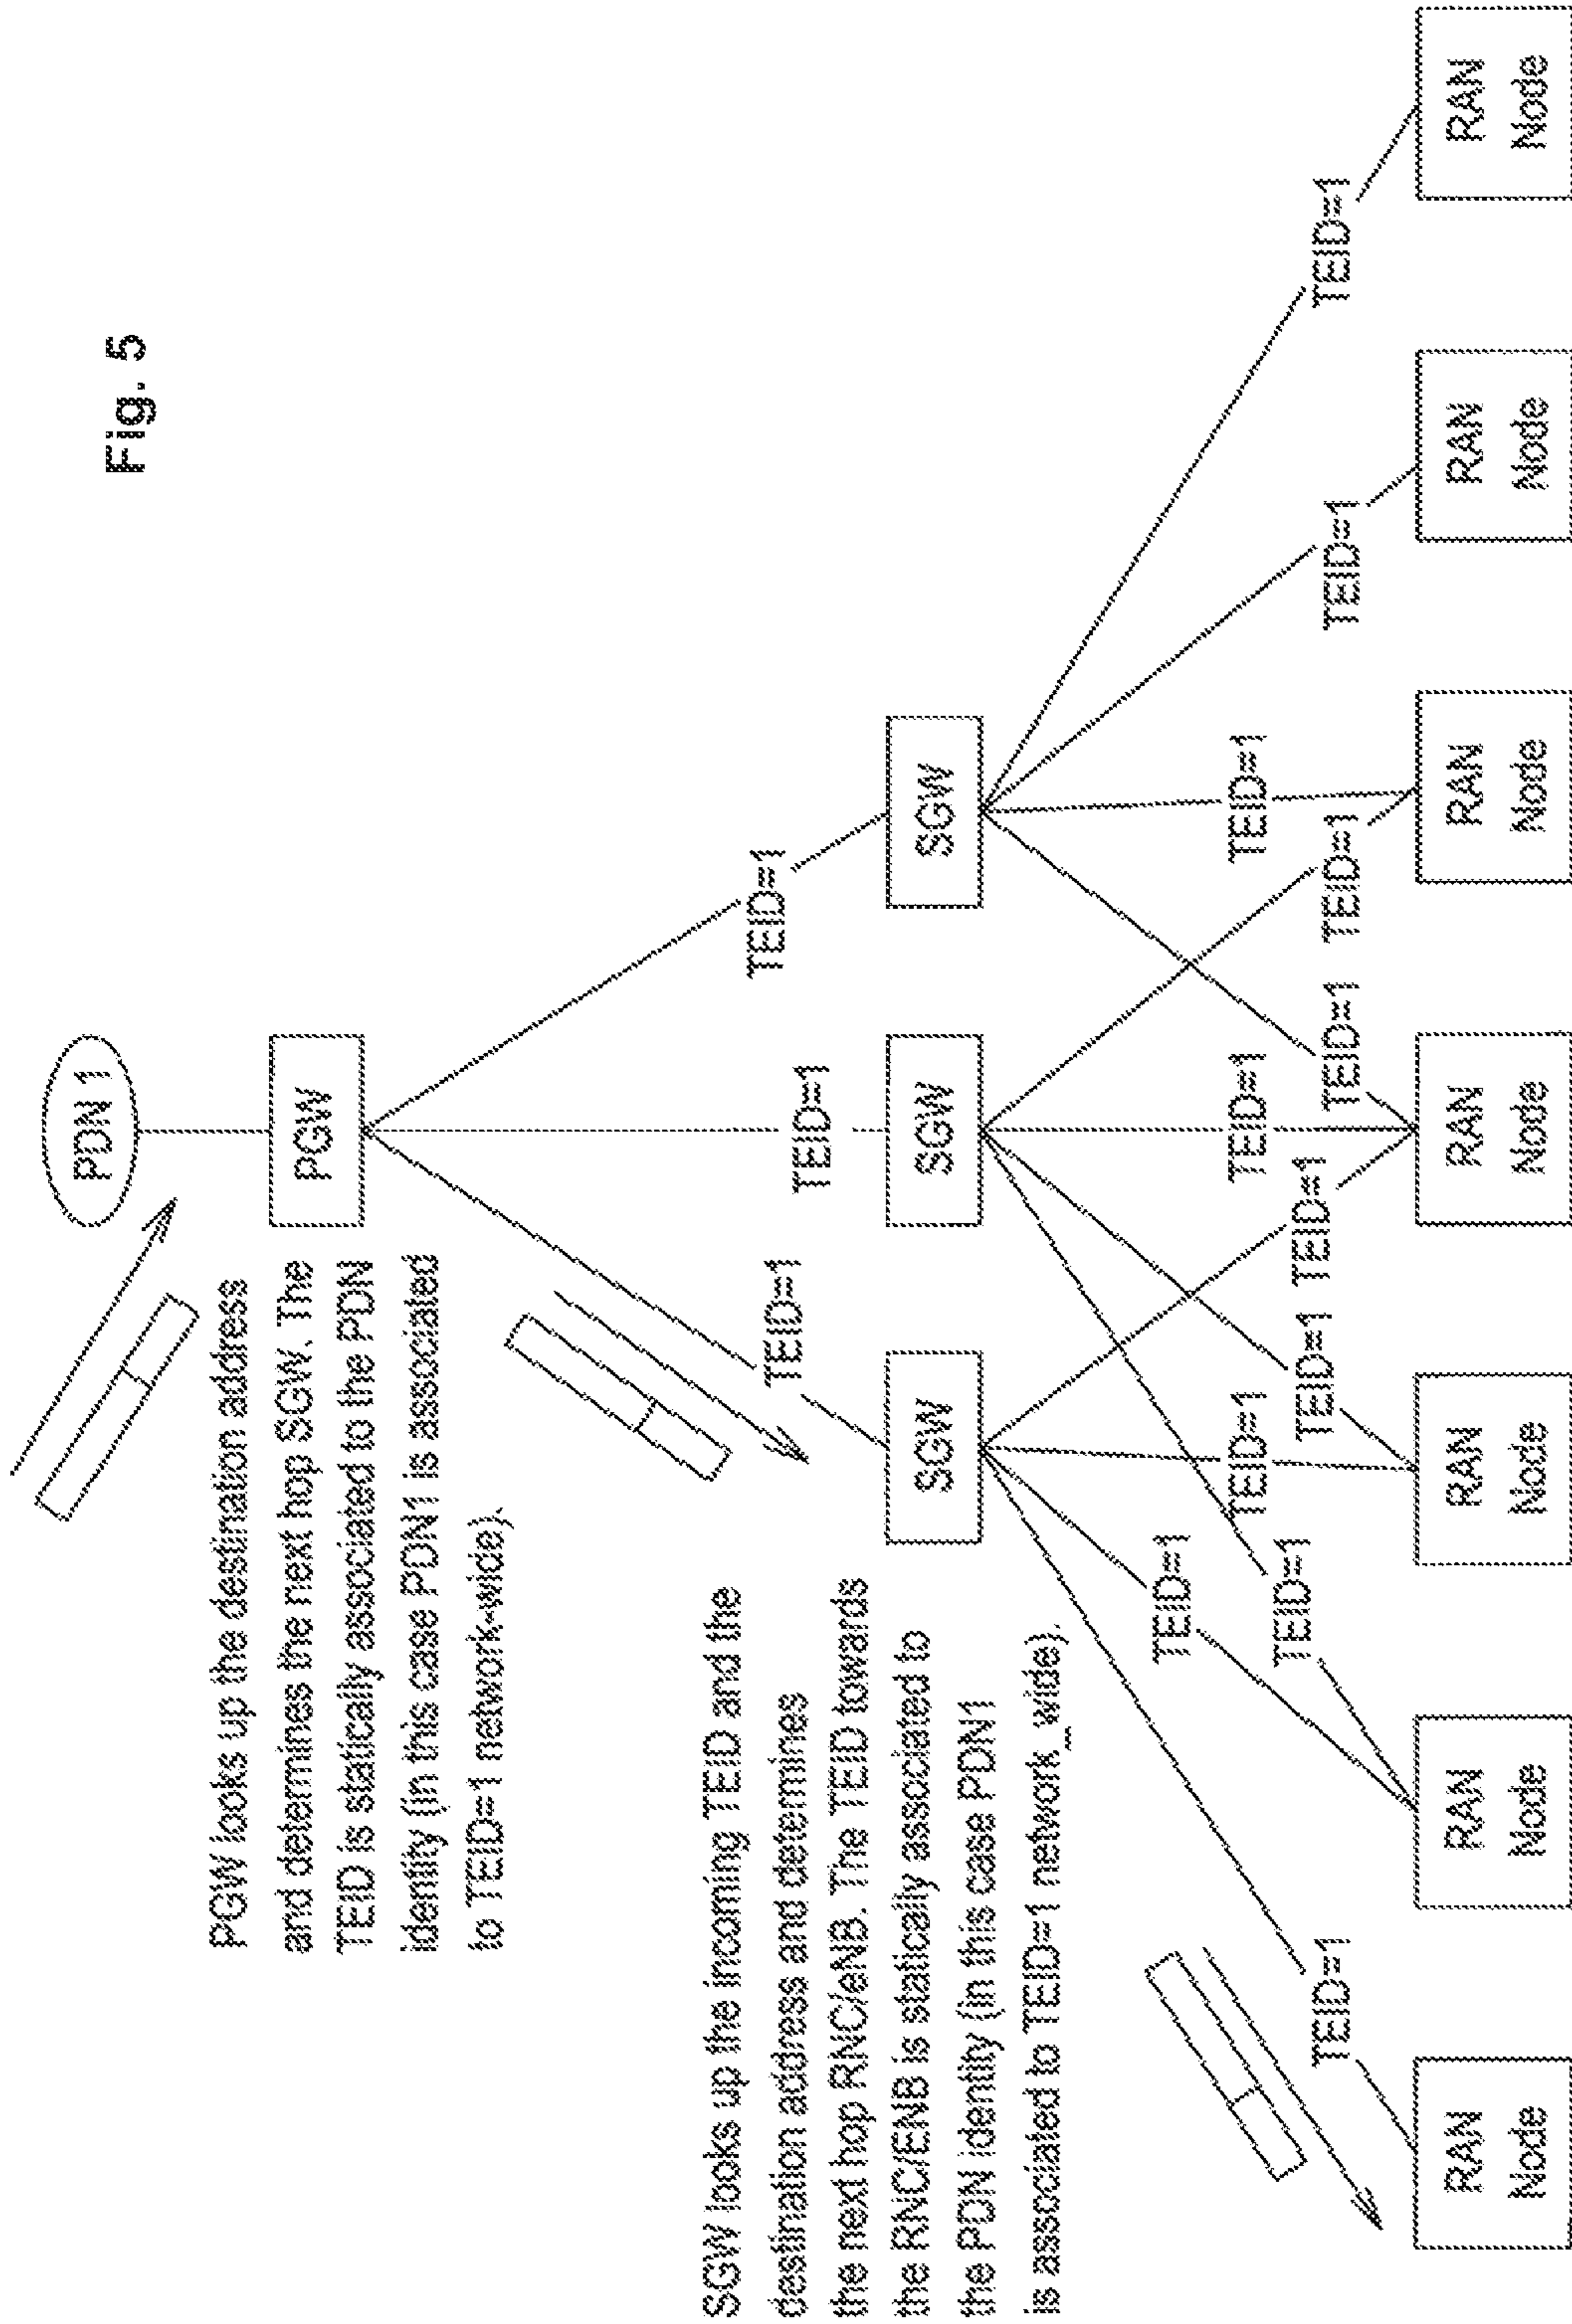 Fig. 5
PDN 1
PGW
PGW looks up the destination address
and determines the next hop SGW. The
TEID is statically associated to the PDN
identity (in this case PDN1 is associated
to TEID=1 network-wide).
TEID=1
TEID=1
TEID=1
SGW
SGW
SGW
SGW looks up the incoming TEID and the
destination address and determines
the next hop RNC/eNB. The TEID towards
the RNC/ENB is statically associated to
the PDN identity (in this case PDN1
is associated to TEID=1 network_wide).
TEID=1
TEID=1
TEID=1
TEID=1
TEID=1
TEID=1
TEID=1
TEID=1
TEID=1
TEID=1
TEID=1
TEID=1
RAN
Node
RAN
Node
RAN
Node
RAN
Node
RAN
Node
RAN
Node
RAN
Node